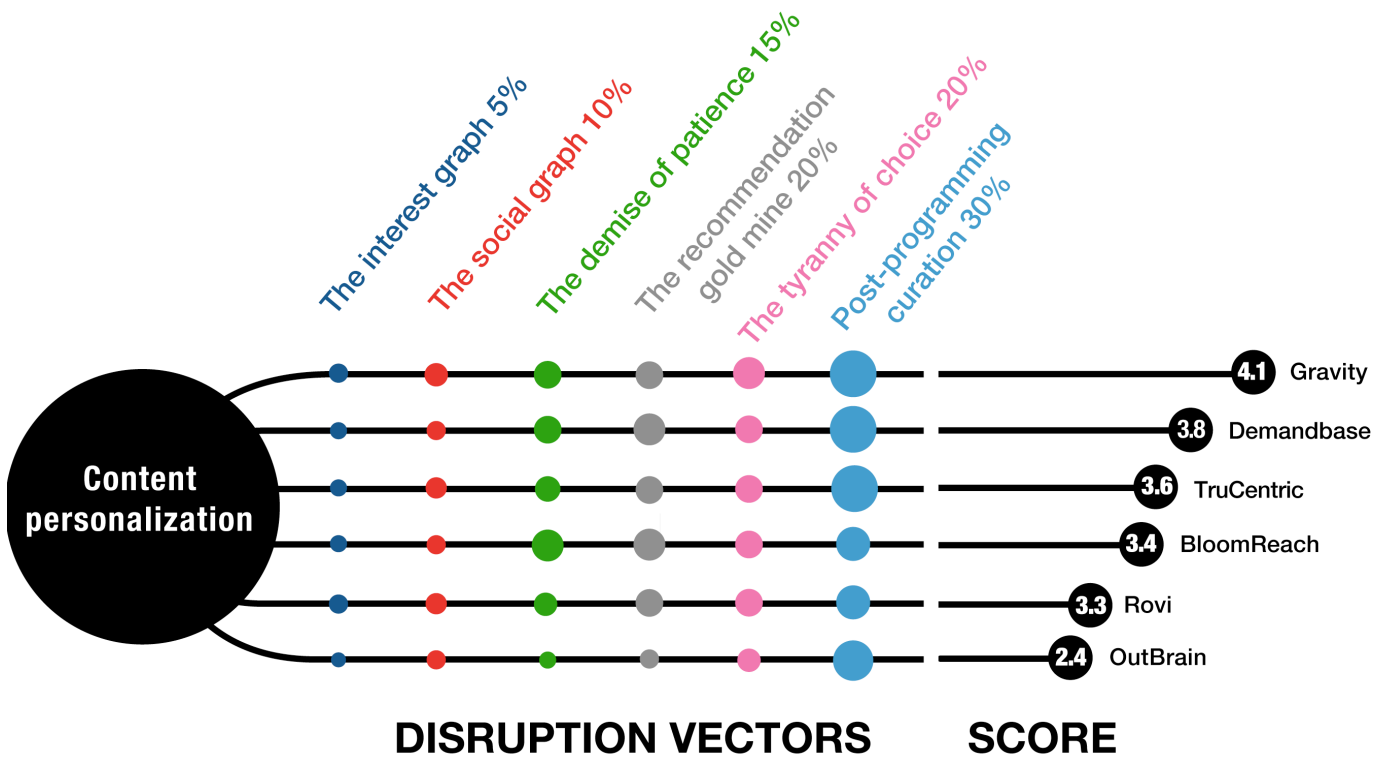 The interest graph 5%
The social graph 10%
The demise of patience 15%
The recommendation
gold mine 20%
The tyranny of choice 20%
Post-programming
curation 30%
Content
personalization
4.1 Gravity
3.8 Demandbase
3.6 TruCentric
3.4 BloomReach
3.3 Rovi
2.4 OutBrain
DISRUPTION VECTORS SCORE